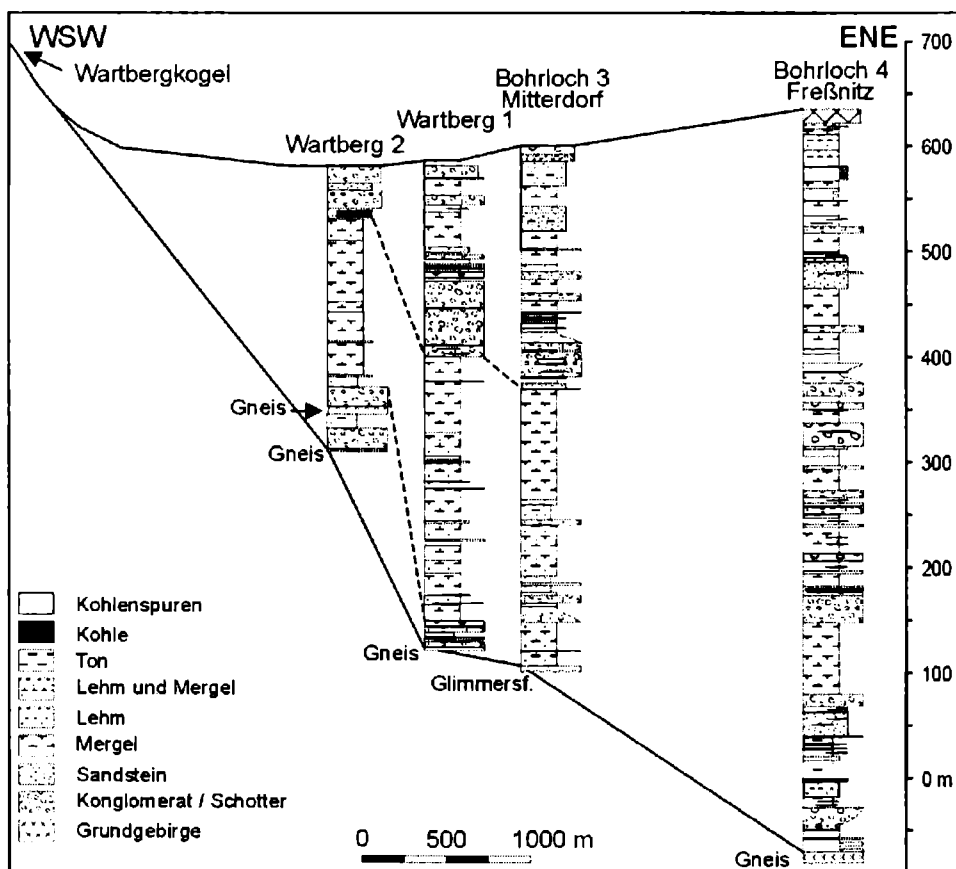 WSW
ENE
700
Wartbergkogel
Bohrloch 3
Mitterdorf
Bohrloch 4
Freßnitz
Wartberg 2
Wartberg 1
600
500
400
Gneis
Gneis
300
200
Kohlenspuren
Kohle
Ton
Gneis
Lehm und Mergel
Glimmersf.
100
Lehm
Mergel
Sandstein
0 m
Konglomerat / Schotter
Grundgebirge
0 500 1000 m
Gneis